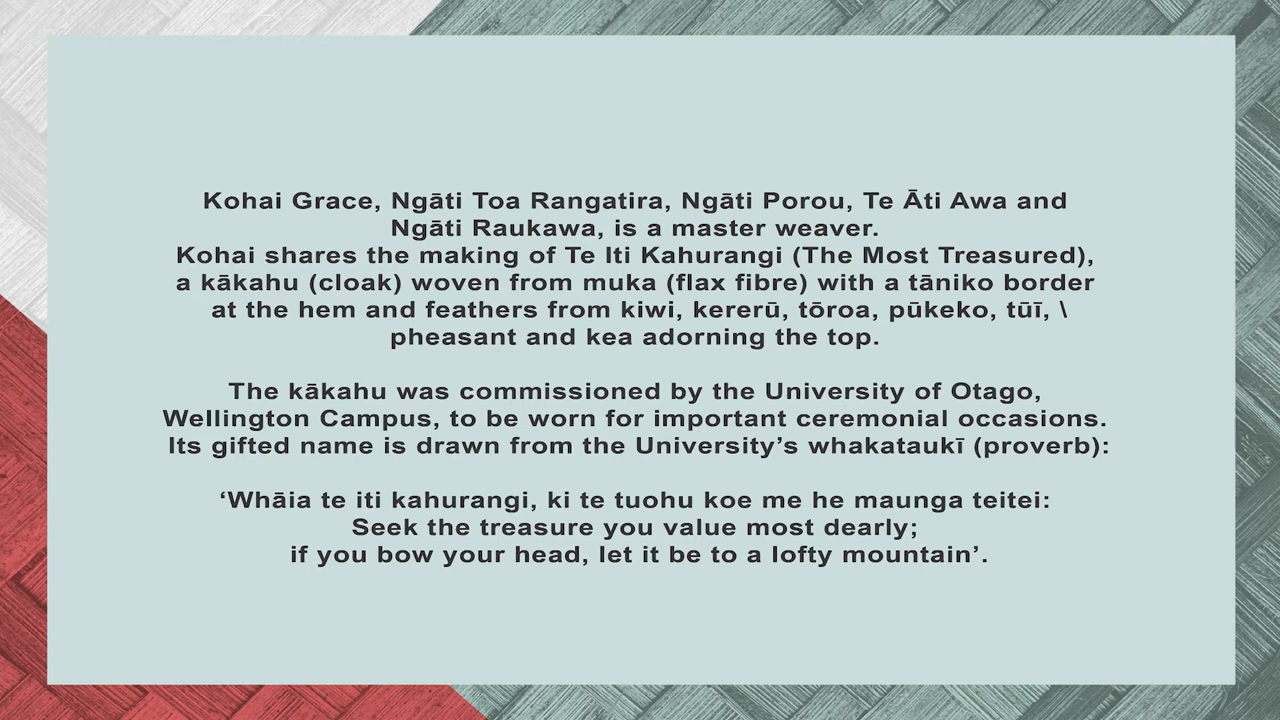 Kohai Grace, Ngāti Toa Rangatira, Ngāti Porou, Te Āti Awa and
Ngāti Raukawa, is a master weaver.
Kohai shares the making of Te Iti Kahurangi (The Most Treasured),
a kākahu (cloak) woven from muka (flax fibre) with a tāniko border
at the hem and feathers from kiwi, kererū, tōroa, pūkeko, tūī, \
pheasant and kea adorning the top.
The kākahu was commissioned by the University of Otago,
Wellington Campus, to be worn for important ceremonial occasions.
Its gifted name is drawn from the University’s whakataukī (proverb):
‘Whāia te iti kahurangi, ki te tuohu koe me he maunga teitei:
Seek the treasure you value most dearly;
if you bow your head, let it be to a lofty mountain’.